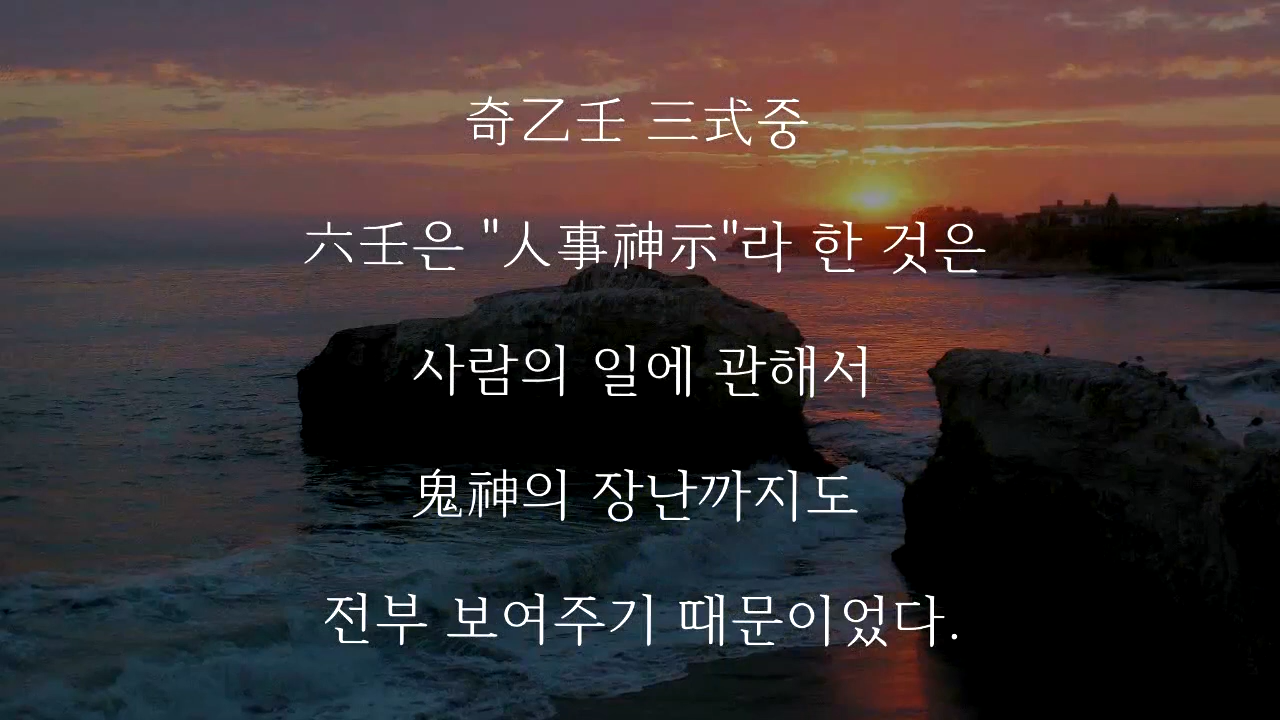 奇乙壬 三式중
六壬은 "人事神示"라 한 것은
사람의 일에 관해서
鬼神의 장난까지도
전부 보여주기 때문이었다.